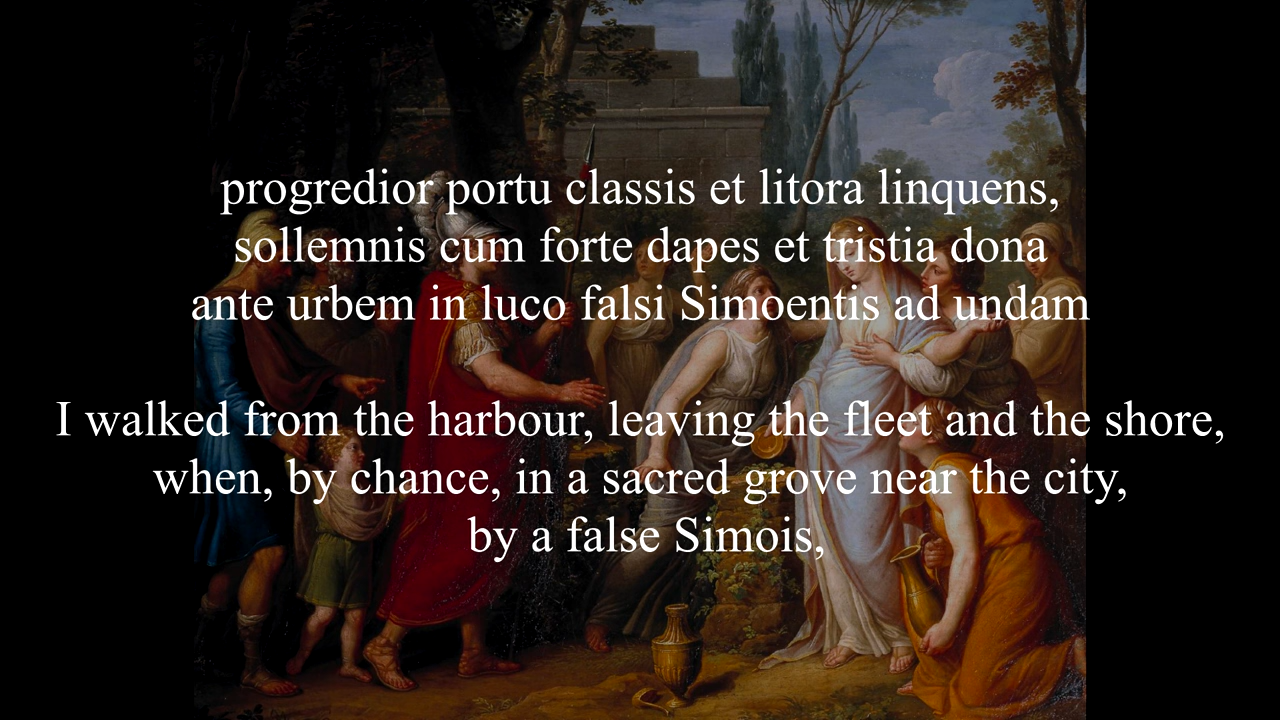 progredior portu classis et litora linquens,
sollemnis cum forte dapes et tristia dona
ante urbem in luco falsi Simoentis ad undam
I walked from the harbour, leaving the fleet and the shore,
when, by chance, in a sacred grove near the city,
by a false Simois,